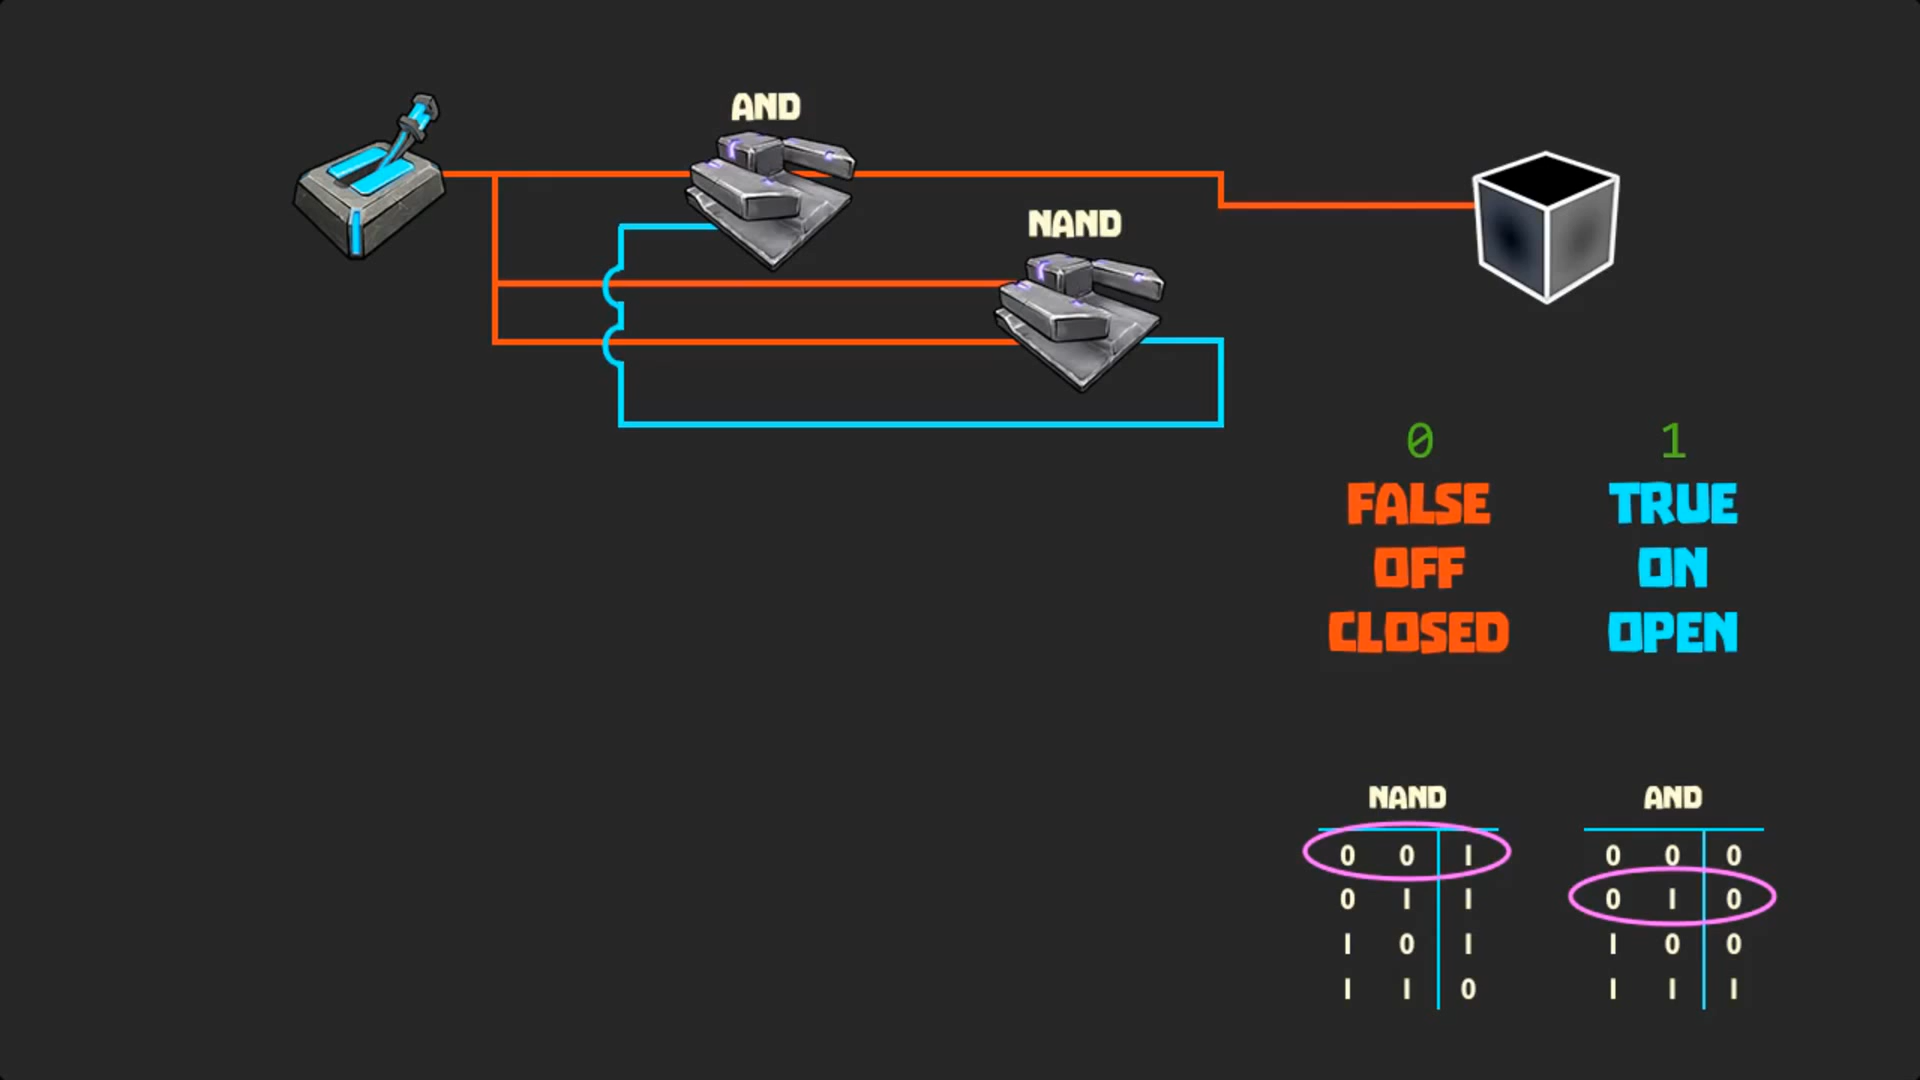 AND
NAND
0 1
FALSE TRUE
OFF ON
CLOSED OPEN
NAND AND
0 0 1 0 0 0
0 1 1 0 1 0
1 0 1 1 0 0
1 1 0 1 1 1